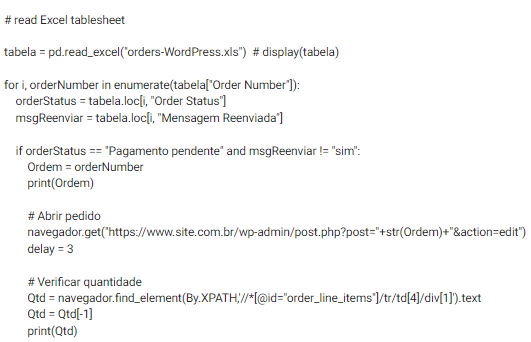 # read Excel tablesheet
tabela = pd.read_excel("orders-WordPress.xls")  # display(tabela)
for i, orderNumber in enumerate(tabela["Order Number"]):
orderStatus = tabela.loc[i, "Order Status"]
msgReenviar = tabela.loc[i, "Mensagem Reenviada"]
if orderStatus == "Pagamento pendente" and msgReenviar != "sim":
Ordem = orderNumber
print(Ordem)
# Abrir pedido
navegador.get("https://www.site.com.br/wp-admin/post.php?post="+str(Ordem)+"&action=edit")
delay = 3
# Verificar quantidade
Qtd = navegador.find_element(By.XPATH,'//*[@id="order_line_items"]/tr/td[4]/div[1]').text
Qtd = Qtd[-1]
print(Qtd)